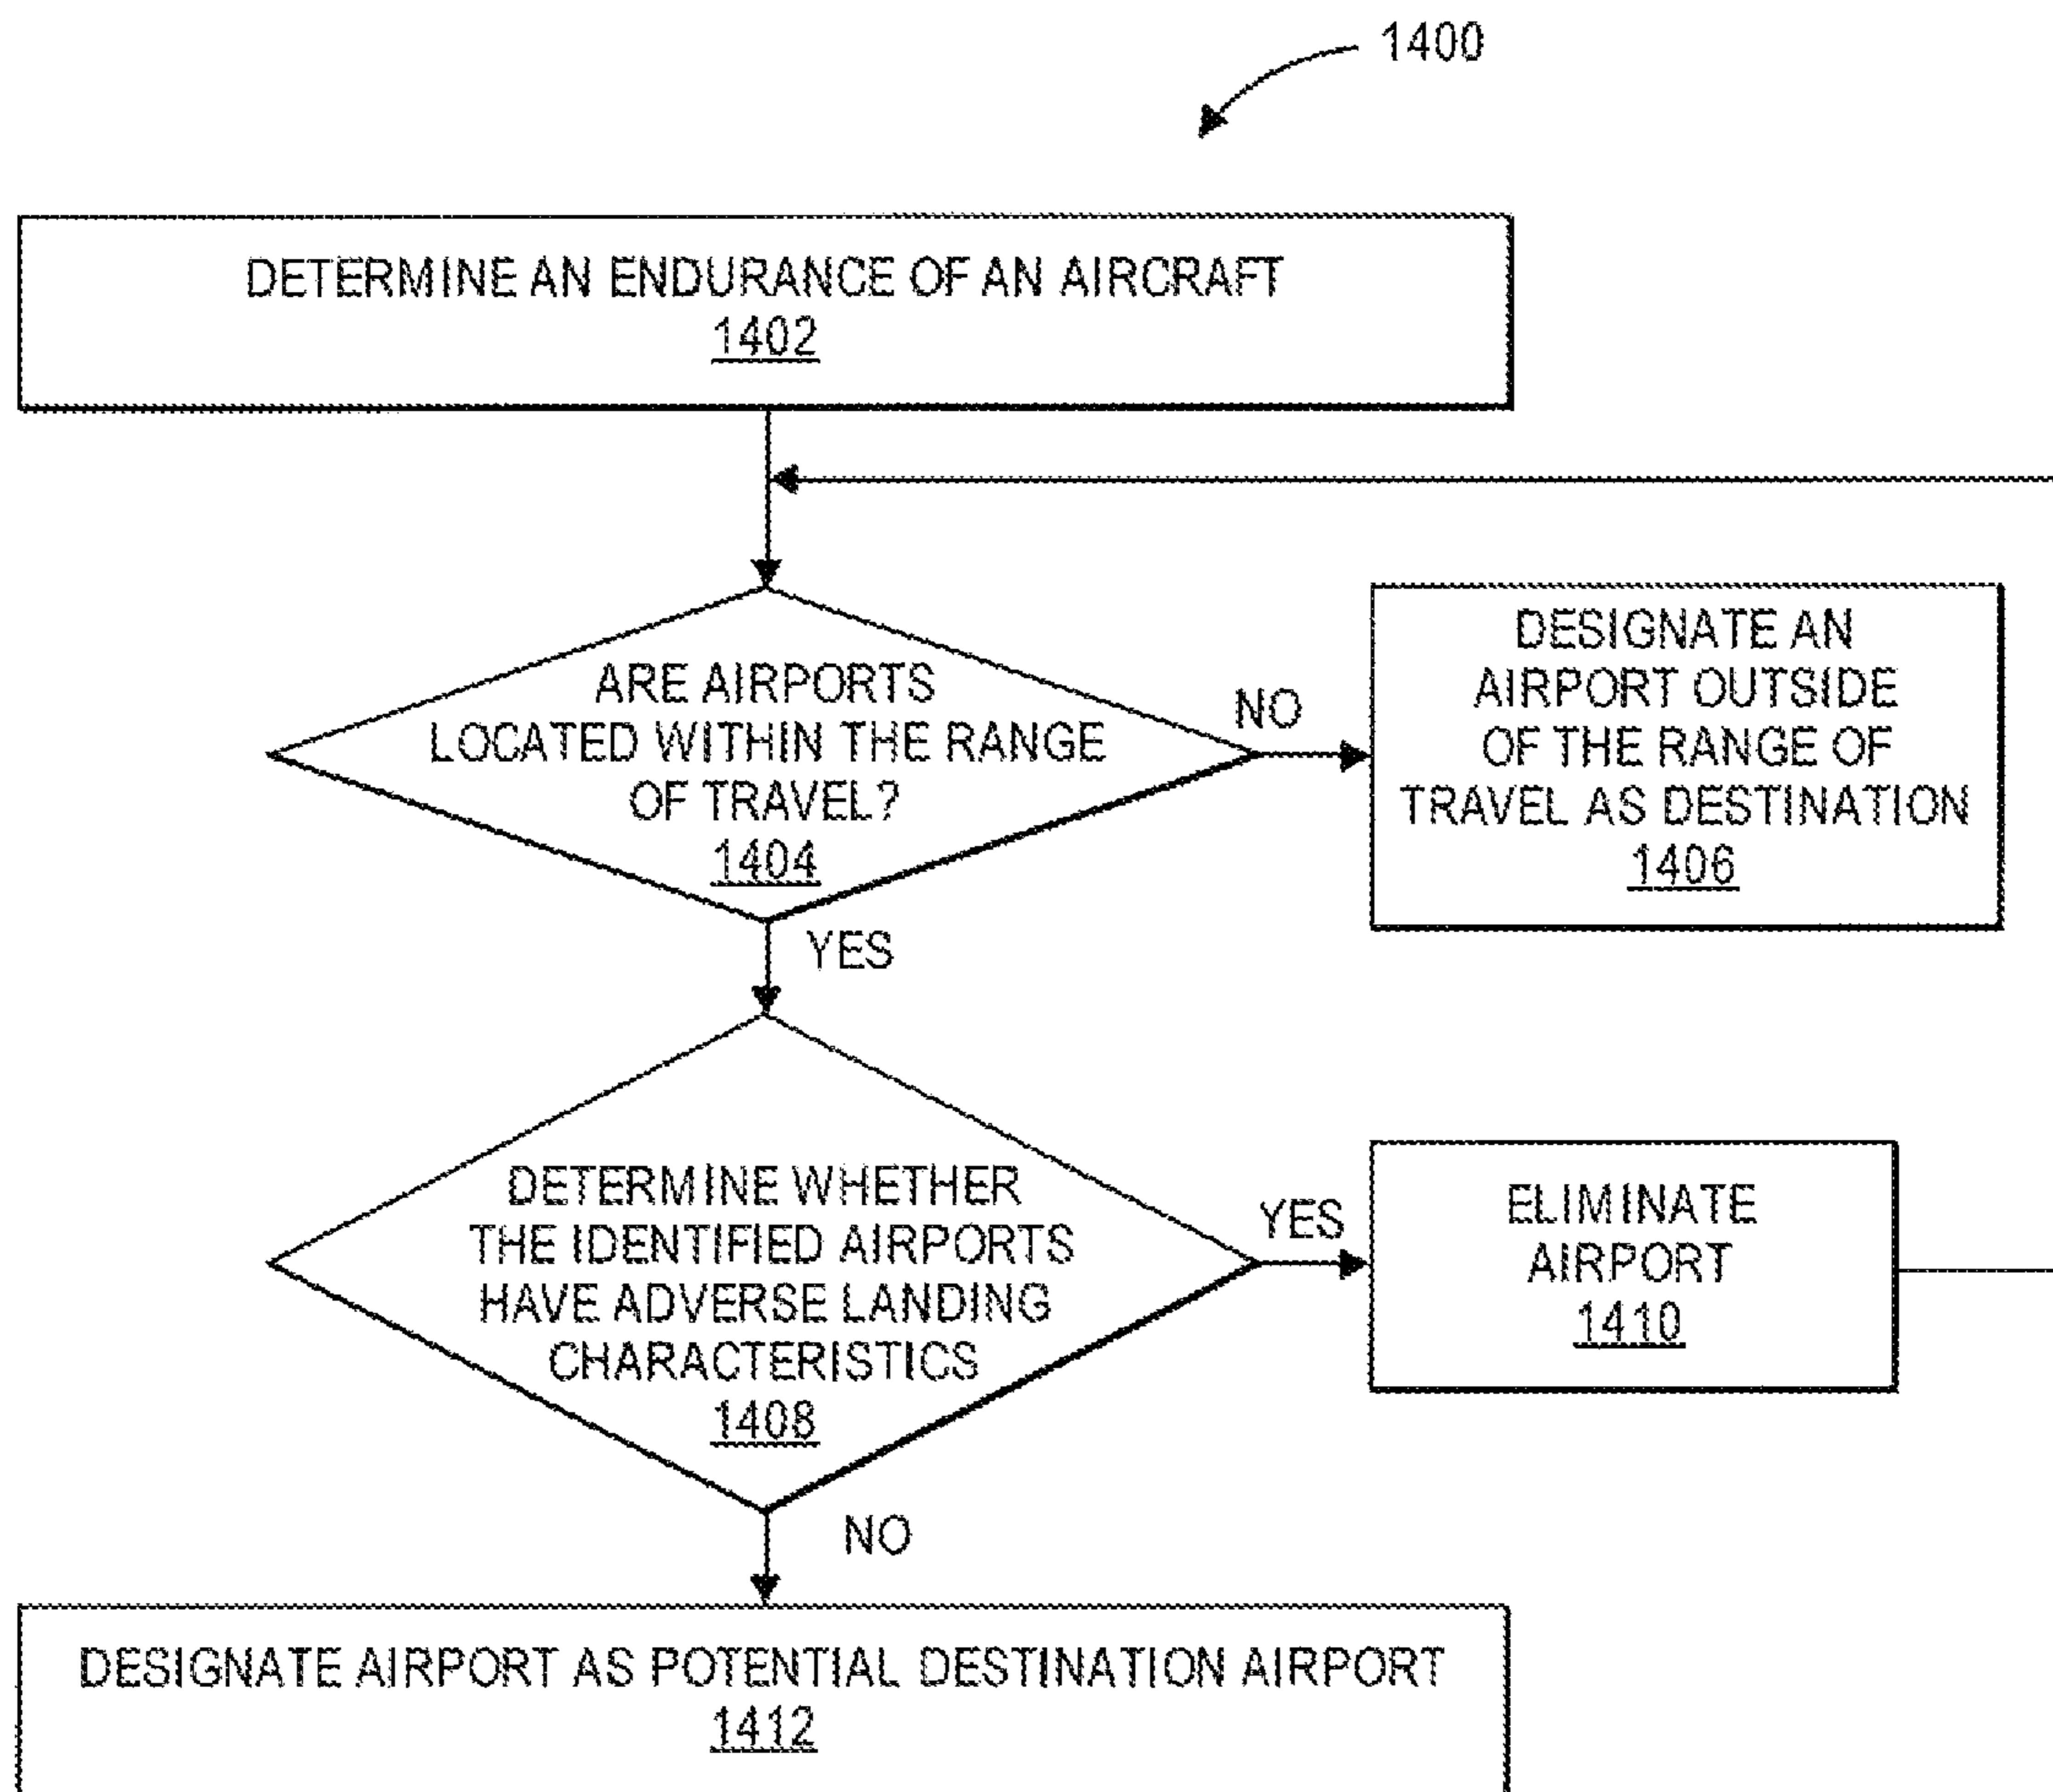 1400
DETERMINE AN ENDURANCE OF AN AIRCRAFT
1402
ARE AIRPORTS
LOCATED WITHIN THE RANGE
OF TRAVEL?
1404
NO
DESIGNATE AN
AIRPORT OUTSIDE
OF THE RANGE OF
TRAVEL AS DESTINATION
1406
YES
DETERMINE WHETHER
THE IDENTIFIED AIRPORTS
HAVE ADVERSE LANDING
CHARACTERISTICS
1408
YES
ELIMINATE
AIRPORT
1410
NO
DESIGNATE AIRPORT AS POTENTIAL DESTINATION AIRPORT
1412